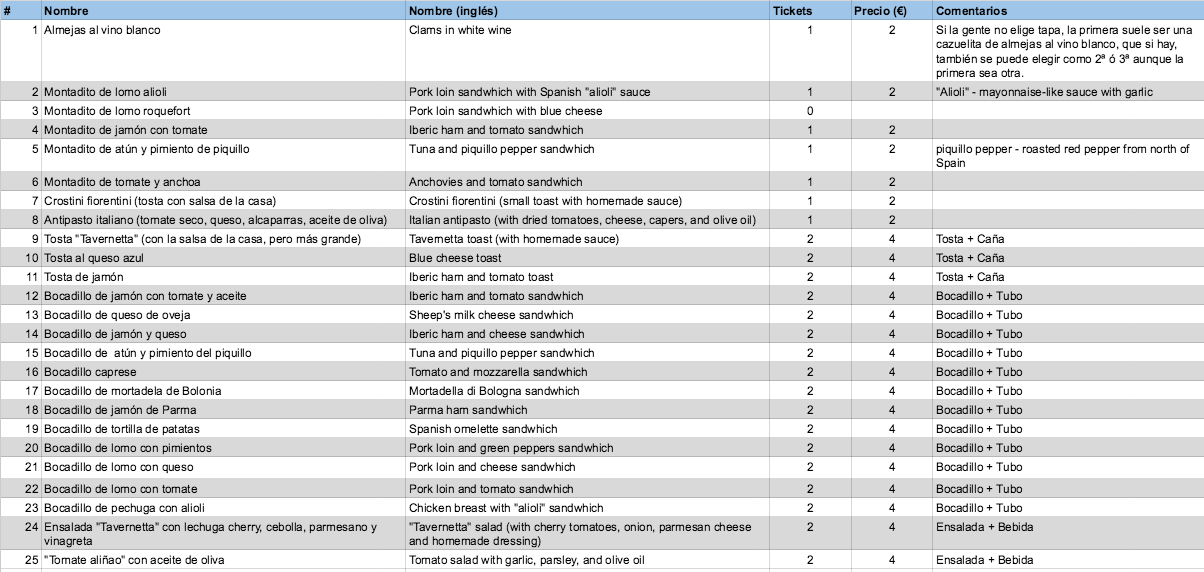 # Nombre Nombre (inglés) Tickets Precio (€) Comentarios
1 Almejas al vino blanco Clams in white wine 1 2 Si la gente no elige tapa, la primera suele ser una
cazuelita de almejas al vino blanco, que si hay,
también se puede elegir como 2ª ó 3ª aunque la
primera sea otra.
2 Montadito de lomo alioli Pork loin sandwhich with Spanish "alioli" sauce 1 2 "Alioli" - mayonnaise-like sauce with garlic
3 Montadito de lomo roquefort Pork loin sandwhich with blue cheese 0
4 Montadito de jamón con tomate Iberic ham and tomato sandwhich 1 2
5 Montadito de atún y pimiento de piquillo Tuna and piquillo pepper sandwhich 1 2 piquillo pepper - roasted red pepper from north of
Spain
6 Montadito de tomate y anchoa Anchovies and tomato sandwhich 1 2
7 Crostini fiorentini (tosta con salsa de la casa) Crostini fiorentini (small toast with homemade sauce) 1 2
8 Antipasto italiano (tomate seco, queso, alcaparras, aceite de oliva) Italian antipasto (with dried tomatoes, cheese, capers, and olive oil) 1 2
9 Tosta "Tavernetta" (con la salsa de la casa, pero más grande) Tavernetta toast (with homemade sauce) 2 4 Tosta + Caña
10 Tosta al queso azul Blue cheese toast 2 4 Tosta + Caña
11 Tosta de jamón Iberic ham and tomato toast 2 4 Tosta + Caña
12 Bocadillo de jamón con tomate y aceite Iberic ham and tomato sandwhich 2 4 Bocadillo + Tubo
13 Bocadillo de queso de oveja Sheep's milk cheese sandwhich 2 4 Bocadillo + Tubo
14 Bocadillo de jamón y queso Iberic ham and cheese sandwhich 2 4 Bocadillo + Tubo
15 Bocadillo de atún y pimiento del piquillo Tuna and piquillo pepper sandwhich 2 4 Bocadillo + Tubo
16 Bocadillo caprese Tomato and mozzarella sandwhich 2 4 Bocadillo + Tubo
17 Bocadillo de mortadela de Bolonia Mortadella di Bologna sandwhich 2 4 Bocadillo + Tubo
18 Bocadillo de jamón de Parma Parma ham sandwhich 2 4 Bocadillo + Tubo
19 Bocadillo de tortilla de patatas Spanish omelette sandwhich 2 4 Bocadillo + Tubo
20 Bocadillo de lomo con pimientos Pork loin and green peppers sandwhich 2 4 Bocadillo + Tubo
21 Bocadillo de lomo con queso Pork loin and cheese sandwhich 2 4 Bocadillo + Tubo
22 Bocadillo de lomo con tomate Pork loin and tomato sandwhich 2 4 Bocadillo + Tubo
23 Bocadillo de pechuga con alioli Chicken breast with "alioli" sandwhich 2 4 Bocadillo + Tubo
24 Ensalada "Tavernetta" con lechuga cherry, cebolla, parmesano y "Tavernetta" salad (with cherry tomatoes, onion, parmesan cheese 2 4 Ensalada + Bebida
vinagreta and homemade dressing)
25 "Tomate aliñao" con aceite de oliva Tomato salad with garlic, parsley, and olive oil 2 4 Ensalada + Bebida